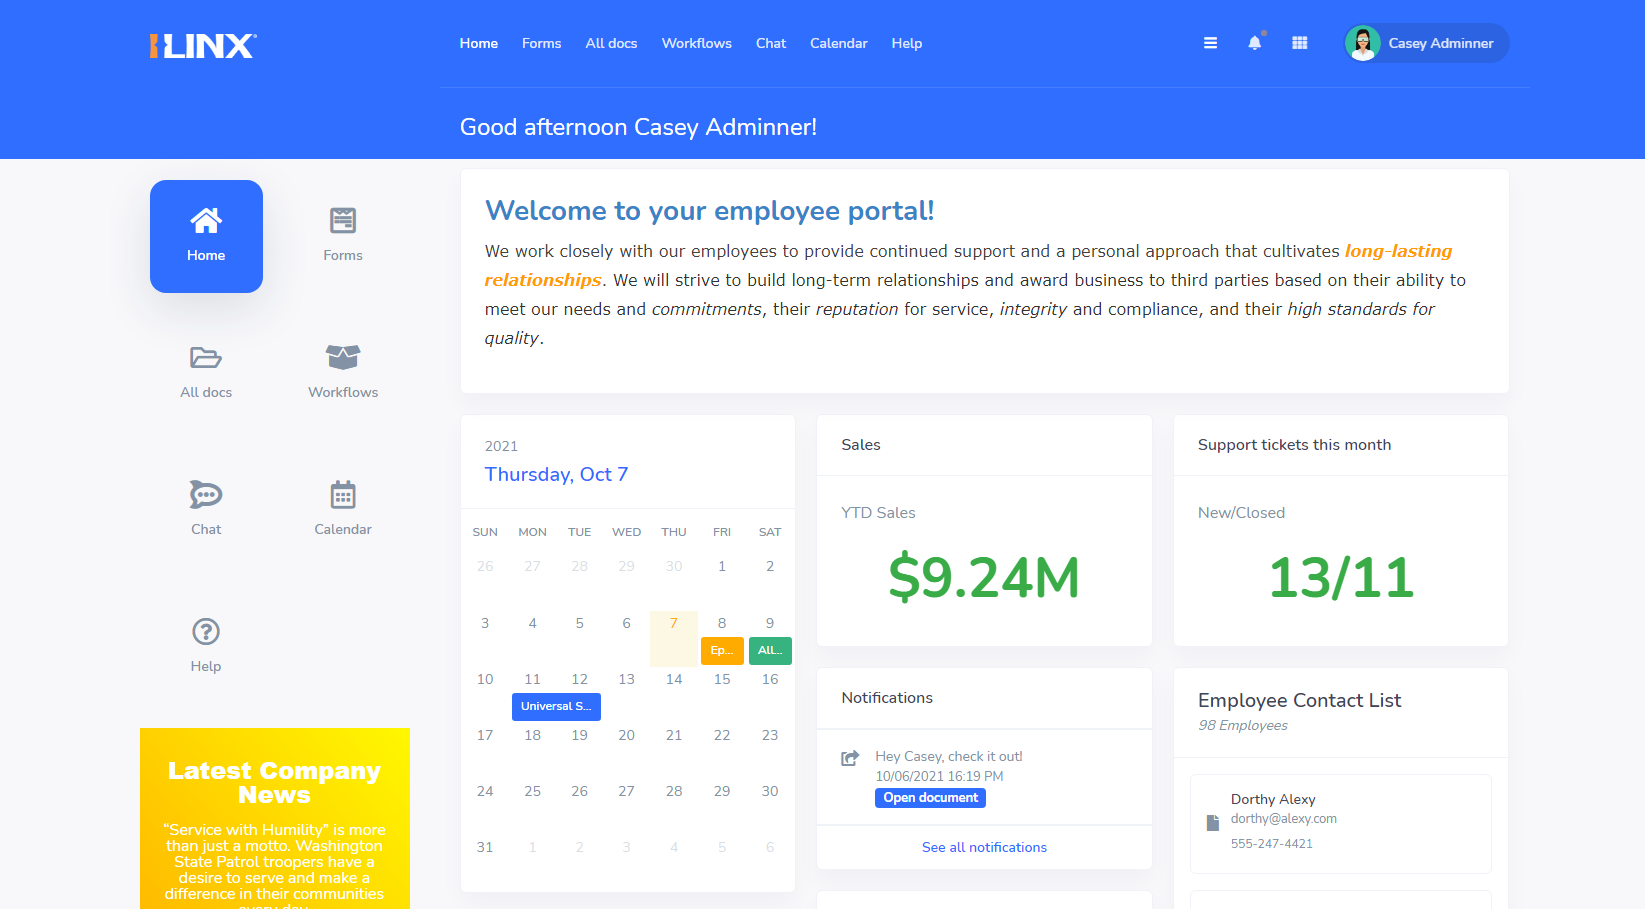 ILINX
Home Forms All docs Workflows Chat Calendar Help
Casey Adminner
Good afternoon Casey Adminner!
Home
Forms
All docs
Workflows
Chat
Calendar
Help
Latest Company
News
“Service with Humility” is more
than just a motto. Washington
State Patrol troopers have a
desire to serve and make a
difference in their communities
every day.
Welcome to your employee portal!
We work closely with our employees to provide continued support and a personal approach that cultivates long-lasting
relationships. We will strive to build long-term relationships and award business to third parties based on their ability to
meet our needs and commitments, their reputation for service, integrity and compliance, and their high standards for
quality.
2021
Thursday, Oct 7
SUN MON TUE WED THU FRI SAT
26 27 28 29 30 1 2
3 4 5 6 7 8 9
Ep... All...
10 11 12 13 14 15 16
Universal S...
17 18 19 20 21 22 23
24 25 26 27 28 29 30
31 1 2 3 4 5 6
Sales
YTD Sales
$9.24M
Support tickets this month
New/Closed
13/11
Notifications
Hey Casey, check it out!
10/06/2021 16:19 PM
Open document
See all notifications
Employee Contact List
98 Employees
Dorthy Alexy
dorthy@alexy.com
555-247-4421